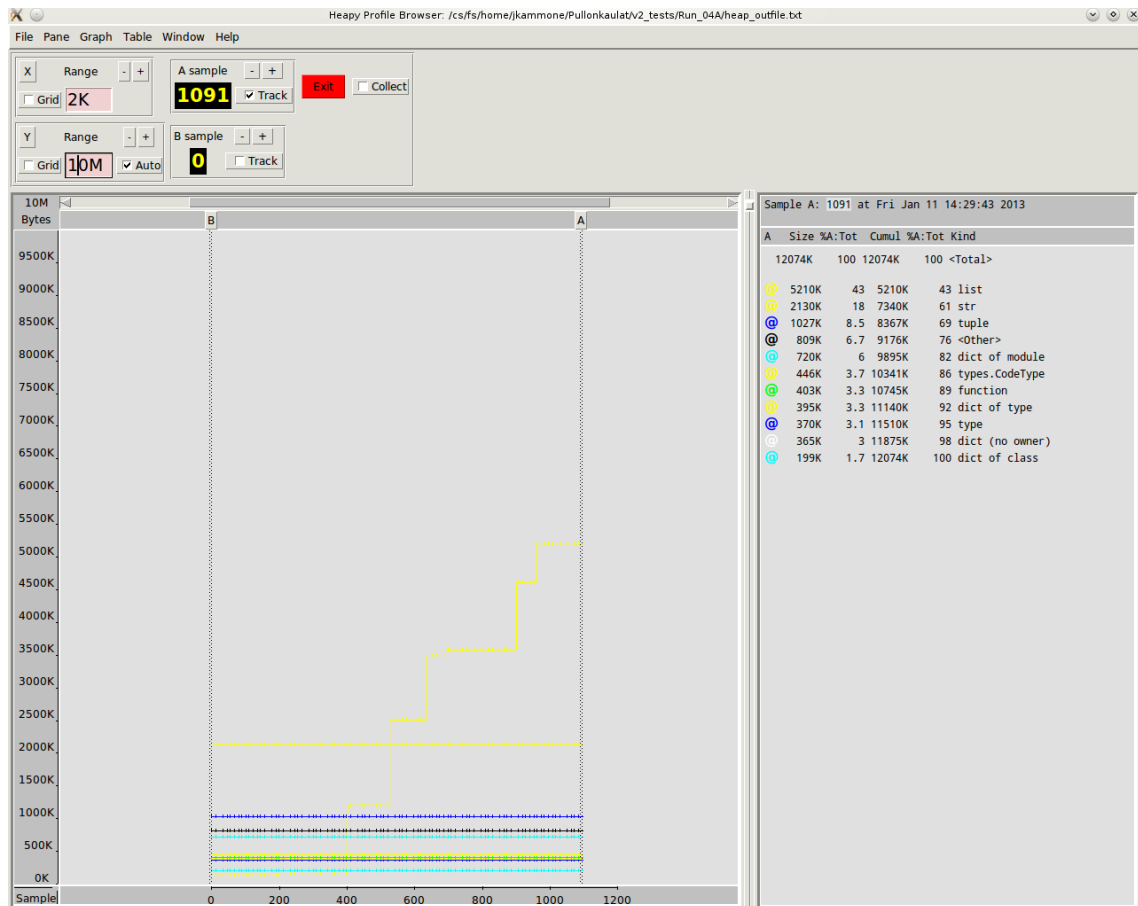 Heapy Profile Browser: /cs/fs/home/jkammone/Pullonkaulat/v2_tests/Run_04A/heap_outfile.txt
File Pane Graph Table Window Help
X Range - +
Grid 2K
A sample - +
1091 Track
Exit
Collect
Y Range - +
Grid 10M Auto
B sample - +
0 Track
10M
Bytes
B A
9500K
9000K
8500K
8000K
7500K
7000K
6500K
6000K
5500K
5000K
4500K
4000K
3500K
3000K
2500K
2000K
1500K
1000K
500K
0K
Sample 0 200 400 600 800 1000 1200
Sample A: 1091 at Fri Jan 11 14:29:43 2013
A Size %A:Tot Cumul %A:Tot Kind
12074K 100 12074K 100 <Total>
@ 5210K 43 5210K 43 list
@ 2130K 18 7340K 61 str
@ 1027K 8.5 8367K 69 tuple
@ 809K 6.7 9176K 76 <Other>
@ 720K 6 9895K 82 dict of module
@ 446K 3.7 10341K 86 types.CodeType
@ 403K 3.3 10745K 89 function
@ 395K 3.3 11140K 92 dict of type
@ 370K 3.1 11510K 95 type
@ 365K 3 11875K 98 dict (no owner)
@ 199K 1.7 12074K 100 dict of class